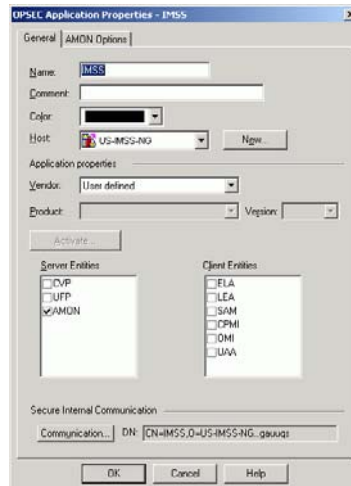 OPSEC Application Properties - IMSS
General AMON Options
Name: IMSS
Comment:
Color:
Host: US-IMSS-NG New...
Application properties
Vendor: User defined
Product: Version:
Activate...
Server Entities Client Entities
CVP ELA
UFP LEA
AMON SAM
CPMI
OMI
UAA
Secure Internal Communication
Communication... DN: CN=IMSS,O=US-IMSS-NG..gauuqs
OK Cancel Help